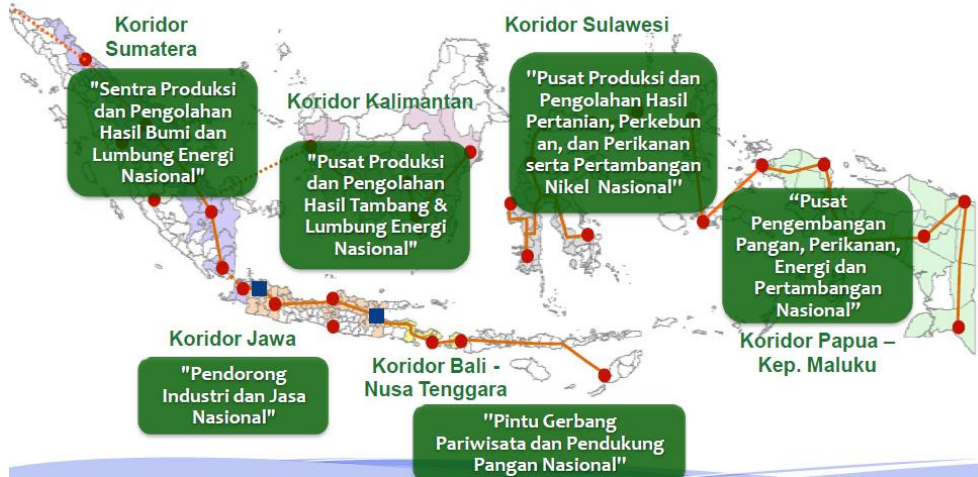 Koridor
Sumatera
"Sentra Produksi
dan Pengolahan
Hasil Bumi dan
Lumbung Energi
Nasional"
Koridor Kalimantan
"Pusat Produksi
dan Pengolahan
Hasil Tambang &
Lumbung Energi
Nasional"
Koridor Sulawesi
"Pusat Produksi dan
Pengolahan Hasil
Pertanian, Perkebun
an, dan Perikanan
serta Pertambangan
Nikel Nasional"
“Pusat
Pengembangan
Pangan, Perikanan,
Energi dan
Pertambangan
Nasional”
Koridor Papua –
Kep. Maluku
Koridor Jawa
"Pendorong
Industri dan Jasa
Nasional"
Koridor Bali -
Nusa Tenggara
"Pintu Gerbang
Pariwisata dan Pendukung
Pangan Nasional"